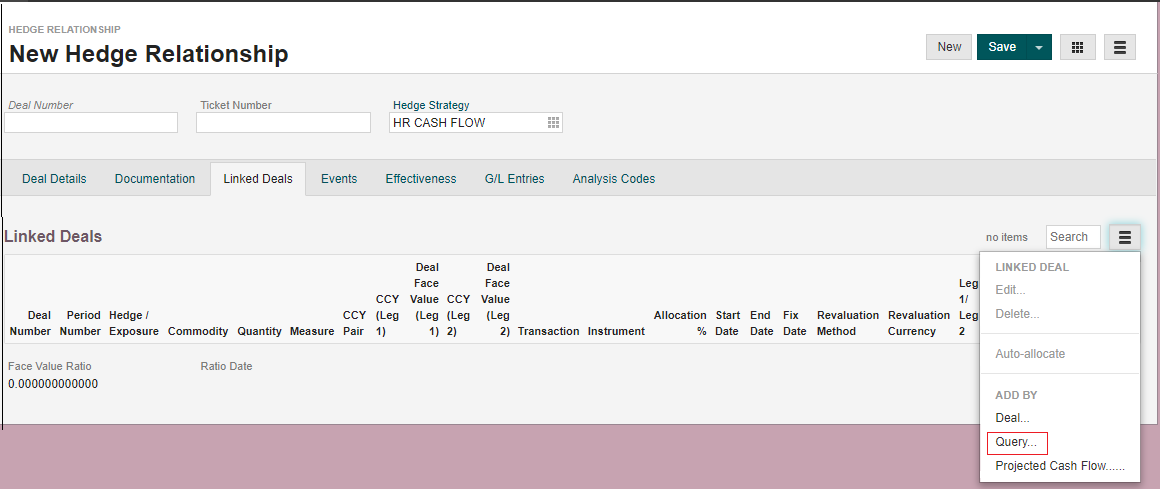 HEDGE RELATIONSHIP
New Hedge Relationship
New Save
Deal Number Ticket Number Hedge Strategy
HR CASH FLOW
Deal Details Documentation Linked Deals Events Effectiveness G/L Entries Analysis Codes
Linked Deals no items Search
Deal Number Period Number Hedge / Exposure Commodity Quantity Measure CCY Pair CCY (Leg 1) Deal Face Value (Leg 1) CCY (Leg 2) Deal Face Value (Leg 2) Transaction Instrument Allocation % Start Date End Date Fix Date Revaluation Method Revaluation Currency Leg 1/ Leg 2
Face Value Ratio Ratio Date
0.000000000000
LINKED DEAL
Edit...
Delete...
Auto-allocate
ADD BY
Deal...
Query...
Projected Cash Flow......